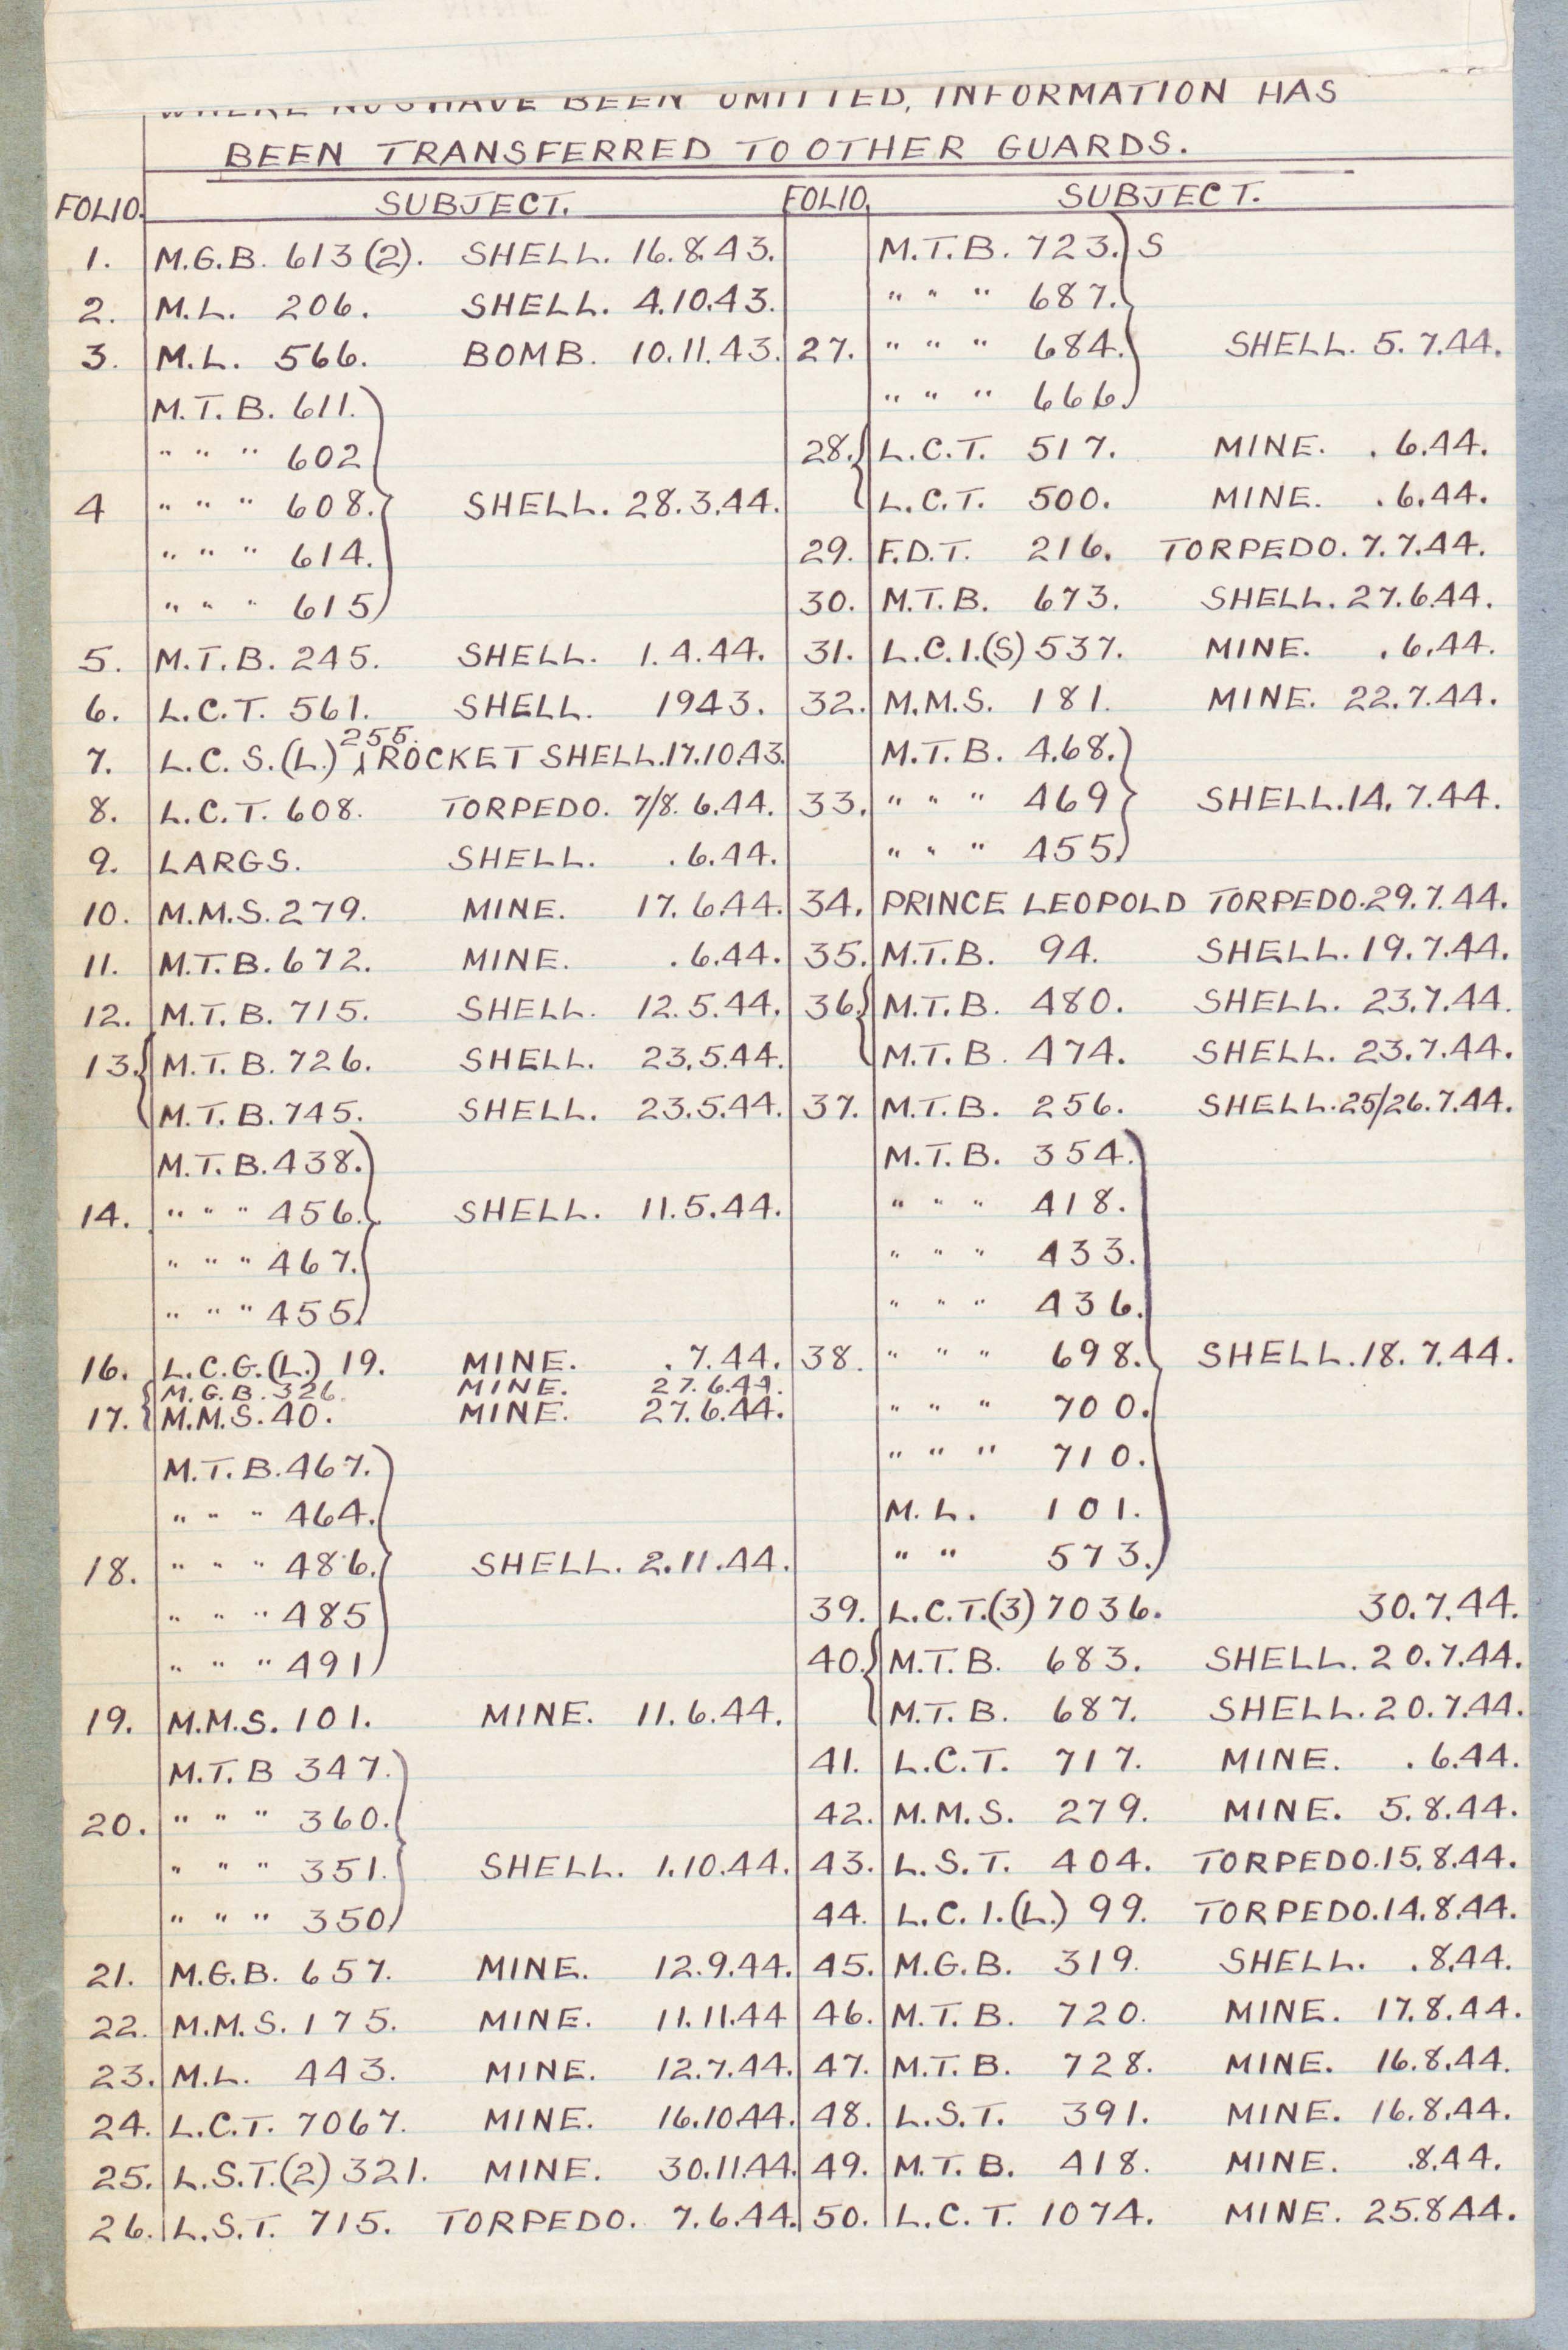 WHERE NOS HAVE BEEN OMITTED, INFORMATION HAS
BEEN TRANSFERRED TO OTHER GUARDS.
FOLIO. SUBJECT.
1. M.G.B. 613 (2). SHELL. 16.8.43.
2. M.L. 206. SHELL. 4.10.43.
3. M.L. 566. BOMB. 10.11.43.
M.T.B. 611.
" " " 602
4 " " " 608. SHELL. 28.3.44.
" " " 614.
" " " 615
5. M.T.B. 245. SHELL. 1.4.44.
6. L.C.T. 561. SHELL. 1943.
7. L.C.S.(L.) 255. ROCKET SHELL. 17.10.43.
8. L.C.T. 608. TORPEDO. 7/8.6.44.
9. LARGS. SHELL. .6.44.
10. M.M.S. 279. MINE. 17.6.44.
11. M.T.B. 672. MINE. .6.44.
12. M.T.B. 715. SHELL. 12.5.44.
13. M.T.B. 726. SHELL. 23.5.44.
M.T.B. 745. SHELL. 23.5.44.
M.T.B. 438.
14. " " " 456. SHELL. 11.5.44.
" " " 467.
" " " 455
16. L.C.G.(L.) 19. MINE. .7.44.
M.G.B. 326. MINE. 27.6.44.
17. M.M.S. 40. MINE. 27.6.44.
M.T.B. 467.
" " " 464.
18. " " " 486. SHELL. 2.11.44.
" " " 485
" " " 491
19. M.M.S. 101. MINE. 11.6.44.
M.T.B 347.
20. " " " 360.
" " " 351. SHELL. 1.10.44.
" " " 350
21. M.G.B. 657. MINE. 12.9.44.
22. M.M.S. 175. MINE. 11.11.44
23. M.L. 443. MINE. 12.7.44.
24. L.C.T. 7067. MINE. 16.10.44.
25. L.S.T.(2) 321. MINE. 30.11.44.
26. L.S.T. 715. TORPEDO. 7.6.44.
FOLIO. SUBJECT.
M.T.B. 723. S
" " " 687.
27. " " " 684. SHELL. 5.7.44.
" " " 666.
28. L.C.T. 517. MINE. .6.44.
L.C.T. 500. MINE. .6.44.
29. F.D.T. 216. TORPEDO. 7.7.44.
30. M.T.B. 673. SHELL. 27.6.44.
31. L.C.I.(S) 537. MINE. .6.44.
32. M.M.S. 181. MINE. 22.7.44.
M.T.B. 468.
33. " " " 469 SHELL. 14.7.44.
" " " 455
34. PRINCE LEOPOLD TORPEDO. 29.7.44.
35. M.T.B. 94. SHELL. 19.7.44.
36. M.T.B. 480. SHELL. 23.7.44.
M.T.B. 474. SHELL. 23.7.44.
37. M.T.B. 256. SHELL. 25/26.7.44.
M.T.B. 354.
" " " 418.
" " " 433.
" " " 436.
38. " " " 698. SHELL. 18.7.44.
" " " 700.
" " " 710.
M.L. 101.
" " 573.
39. L.C.T.(3) 7036. 30.7.44.
40. M.T.B. 683. SHELL. 20.7.44.
M.T.B. 687. SHELL. 20.7.44.
41. L.C.T. 717. MINE. .6.44.
42. M.M.S. 279. MINE. 5.8.44.
43. L.S.T. 404. TORPEDO. 15.8.44.
44. L.C.I.(L.) 99. TORPEDO. 14.8.44.
45. M.G.B. 319. SHELL. .8.44.
46. M.T.B. 720. MINE. 17.8.44.
47. M.T.B. 728. MINE. 16.8.44.
48. L.S.T. 391. MINE. 16.8.44.
49. M.T.B. 418. MINE. .8.44.
50. L.C.T. 1074. MINE. 25.8.44.